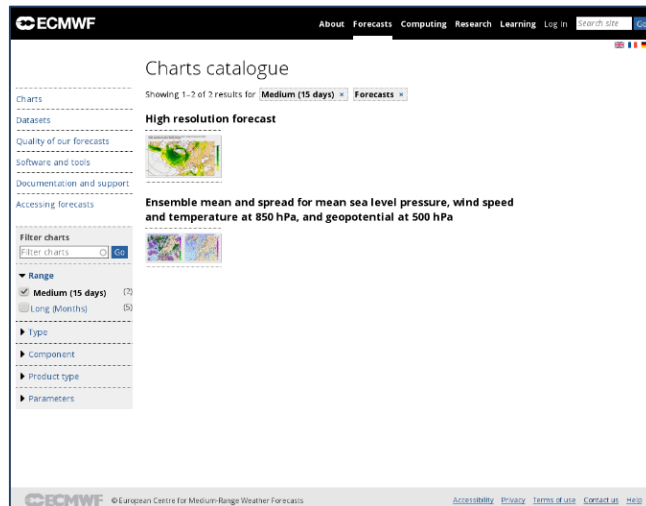 ECMWF
About Forecasts Computing Research Learning Log In Search site Go
Charts catalogue
Showing 1–2 of 2 results for Medium (15 days) × Forecasts ×
Charts
Datasets
Quality of our forecasts
Software and tools
Documentation and support
Accessing forecasts
Filter charts
Filter charts Go
Range
Medium (15 days) (2)
Long (Months) (5)
Type
Component
Product type
Parameters
High resolution forecast
Ensemble mean and spread for mean sea level pressure, wind speed
and temperature at 850 hPa, and geopotential at 500 hPa
ECMWF © European Centre for Medium-Range Weather Forecasts
Accessibility Privacy Terms of use Contact us Help